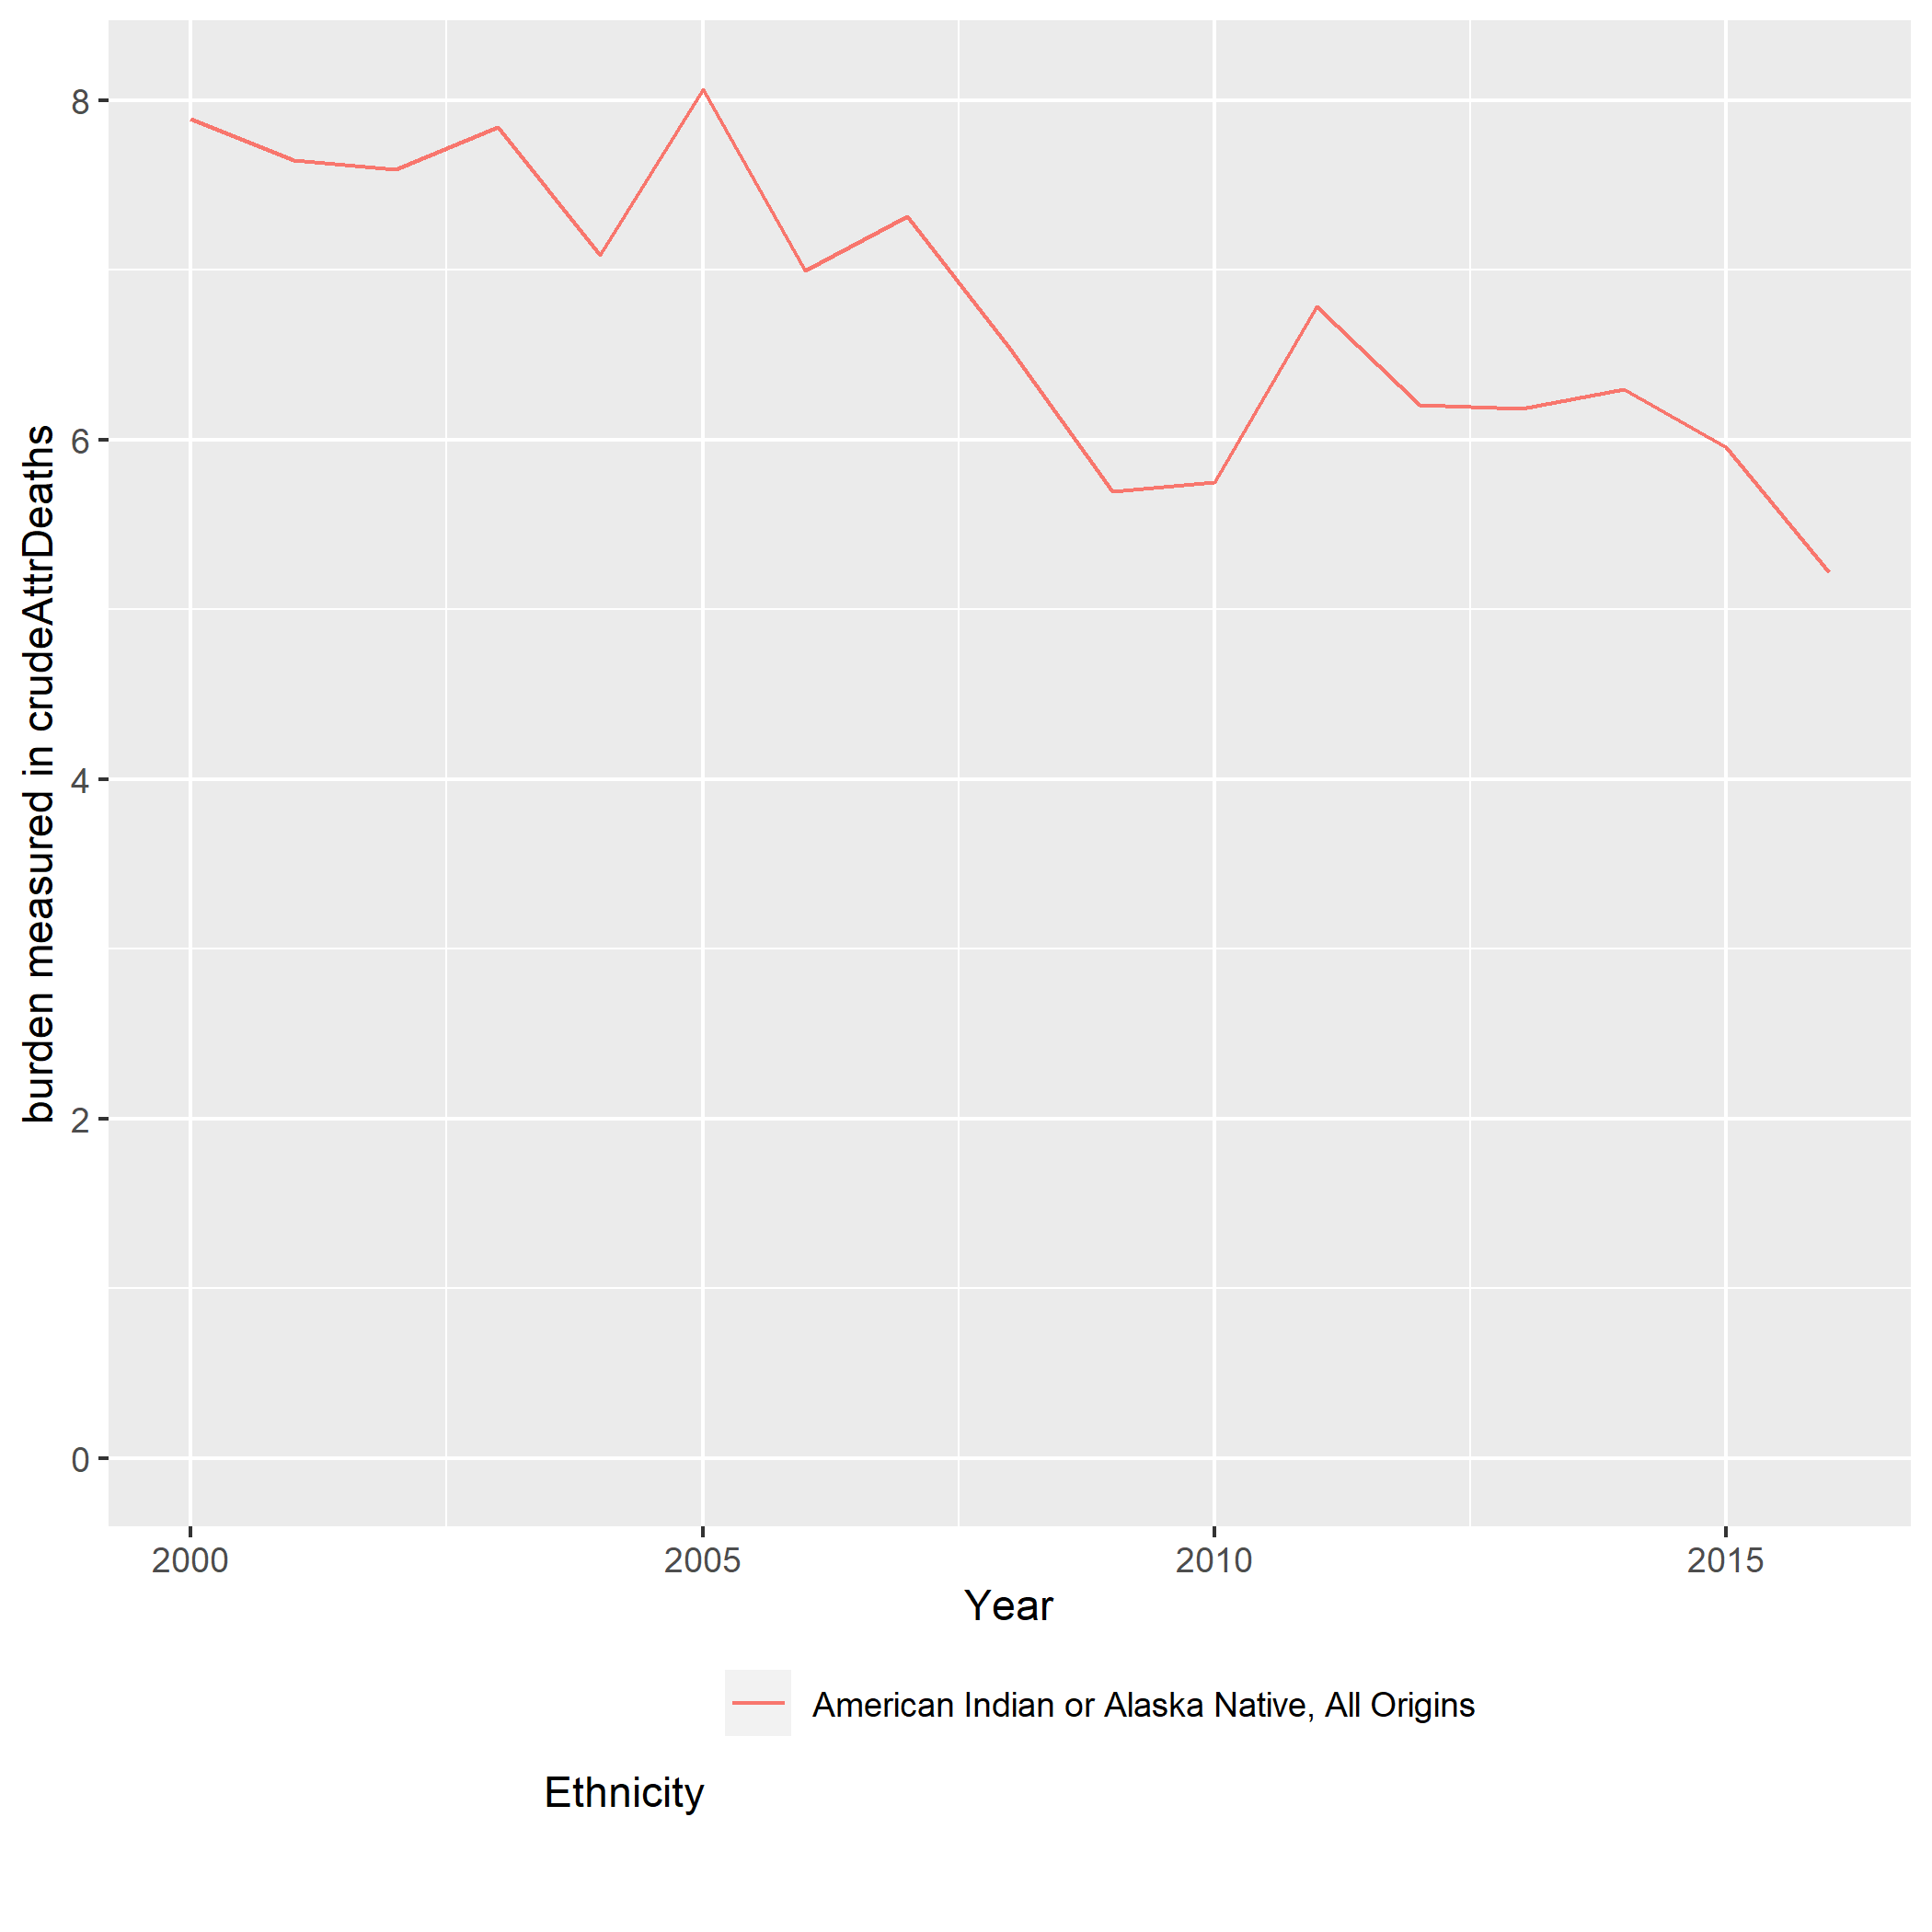 burden measured in crudeAttrDeaths
8
6
4
2
0
2000 2005 2010 2015
Year
American Indian or Alaska Native, All Origins
Ethnicity